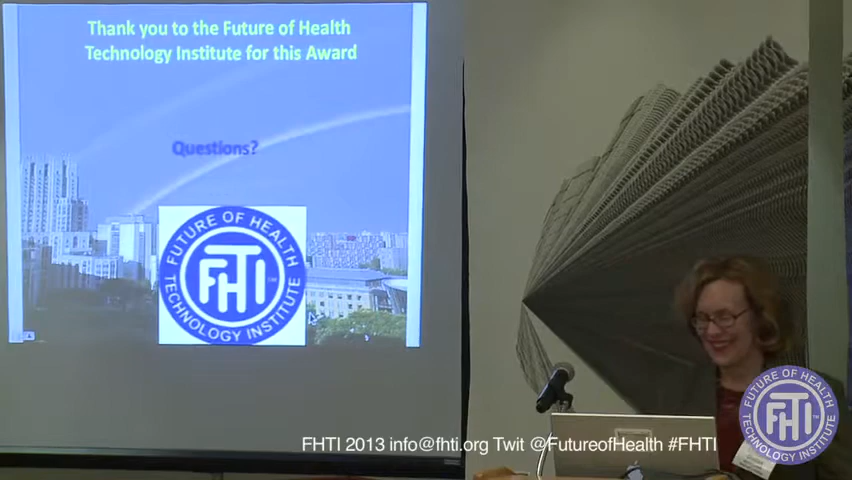 Thank you to the Future of Health
Technology Institute for this Award
Questions?
FUTURE OF HEALTH
FHTI
TM
TECHNOLOGY INSTITUTE
FHTI 2013 info@fhti.org Twit @FutureofHealth #FHTI
FUTURE OF HEALTH
FHTI
TECHNOLOGY INSTITUTE